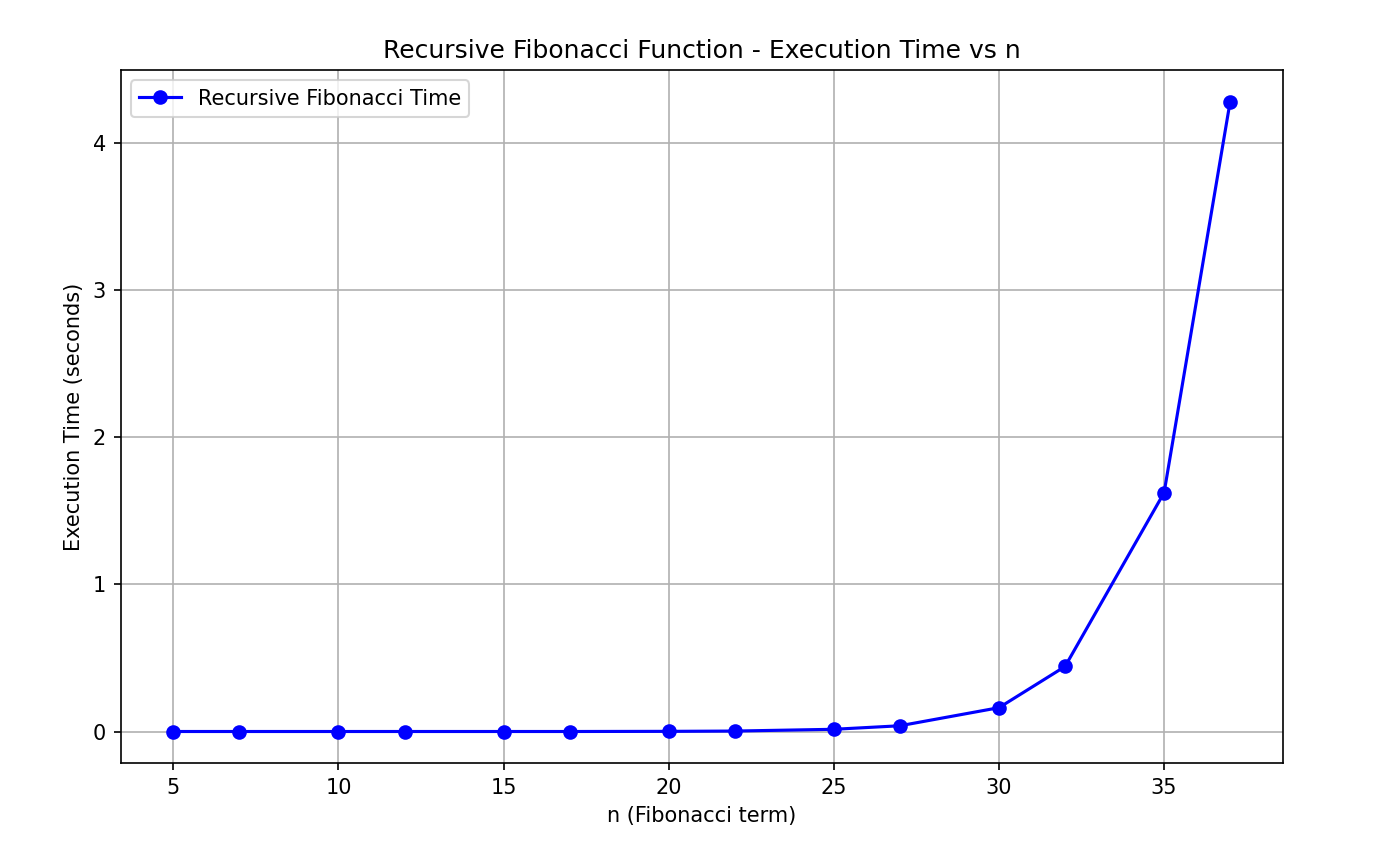 Recursive Fibonacci Function - Execution Time vs n
Recursive Fibonacci Time
Execution Time (seconds)
4
3
2
1
0
5 10 15 20 25 30 35
n (Fibonacci term)